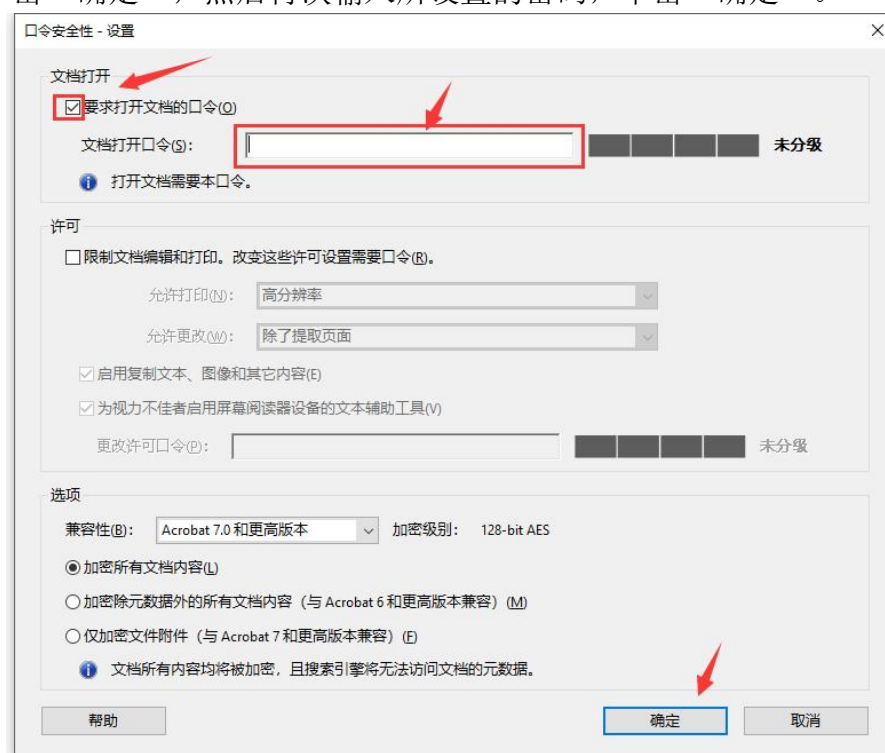 口令安全性 - 设置
文档打开
要求打开文档的口令(O)
文档打开口令(S): 未分级
打开文档需要本口令。
许可
限制文档编辑和打印。改变这些许可设置需要口令(R)。
允许打印(N): 高分辨率
允许更改(W): 除了提取页面
启用复制文本、图像和其它内容(E)
为视力不佳者启用屏幕阅读器设备的文本辅助工具(V)
更改许可口令(P): 未分级
选项
兼容性(B): Acrobat 7.0 和更高版本 加密级别: 128-bit AES
加密所有文档内容(L)
加密除元数据外的所有文档内容（与 Acrobat 6 和更高版本兼容）(M)
仅加密文件附件（与 Acrobat 7 和更高版本兼容）(F)
文档所有内容均将被加密，且搜索引擎将无法访问文档的元数据。
帮助 确定 取消